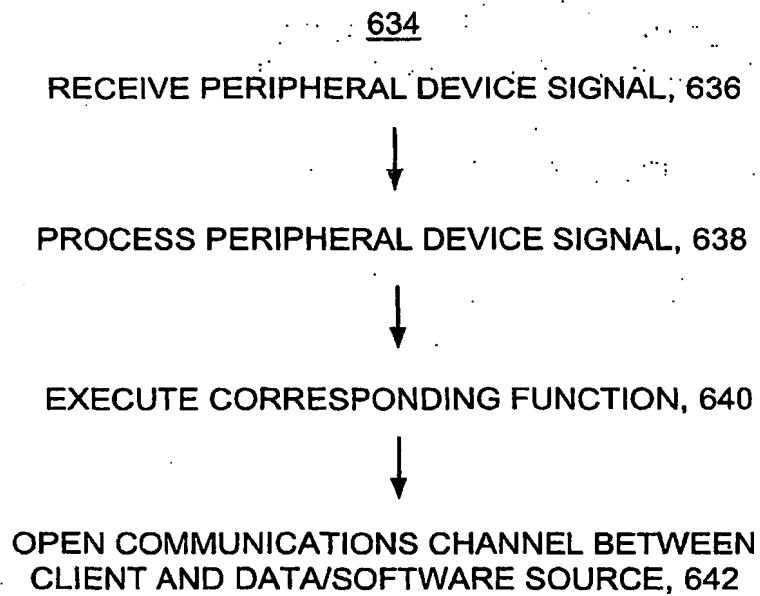 634
RECEIVE PERIPHERAL DEVICE SIGNAL, 636
PROCESS PERIPHERAL DEVICE SIGNAL, 638
EXECUTE CORRESPONDING FUNCTION, 640
OPEN COMMUNICATIONS CHANNEL BETWEEN
CLIENT AND DATA/SOFTWARE SOURCE, 642